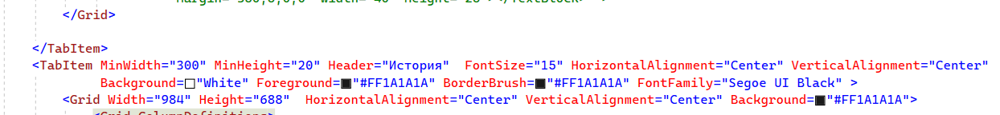 </Grid>
</TabItem>
<TabItem MinWidth="300" MinHeight="20" Header="История"  FontSize="15" HorizontalAlignment="Center" VerticalAlignment="Center"
Background="White" Foreground="#FF1A1A1A" BorderBrush="#FF1A1A1A" FontFamily="Segoe UI Black" >
<Grid Width="984" Height="688"  HorizontalAlignment="Center" VerticalAlignment="Center" Background="#FF1A1A1A">
<Grid.ColumnDefinitions>